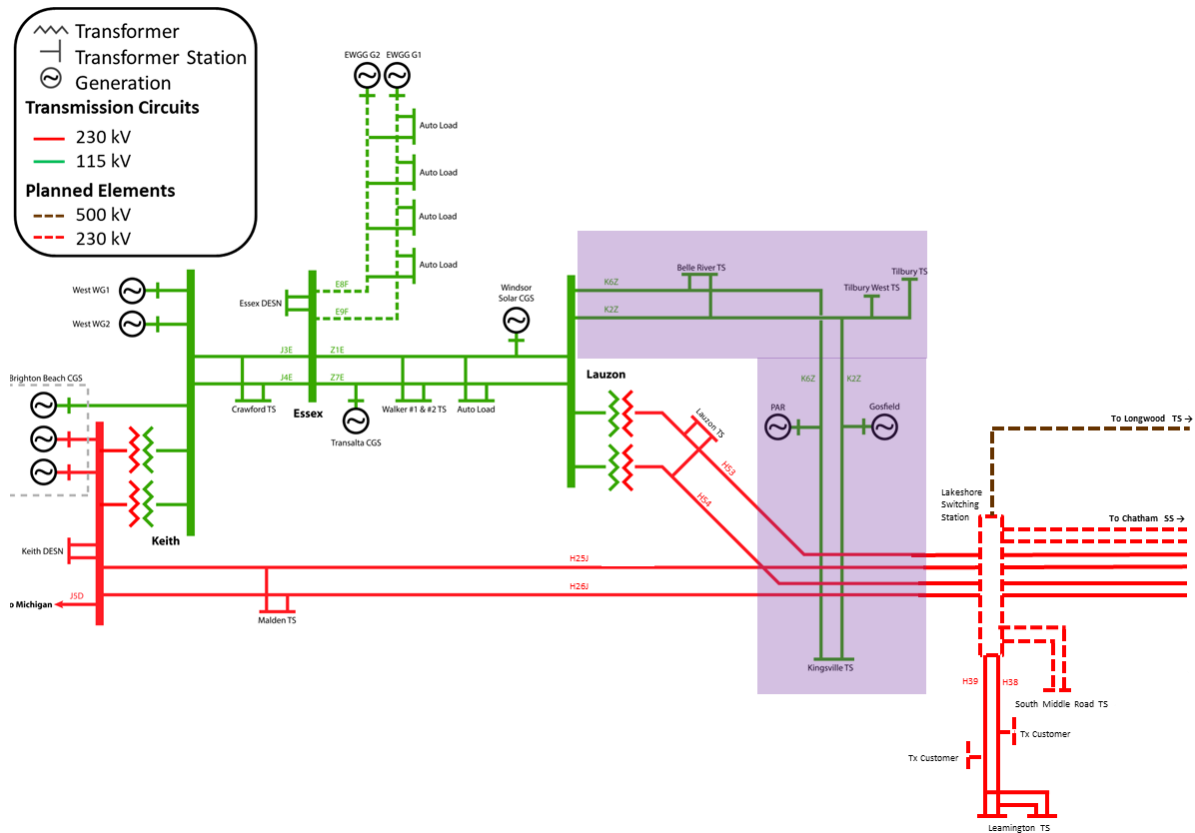 Transformer
Transformer Station
Generation
Transmission Circuits
230 kV
115 kV
Planned Elements
500 kV
230 kV
EWGG G2
EWGG G1
Auto Load
Auto Load
Auto Load
Auto Load
West WG1
West WG2
Essex DESN
E8F
E9F
Windsor
Solar CGS
K6Z
K2Z
Belle River TS
Tilbury West TS
Tilbury TS
J3E
Z1E
J4E
Z7E
Brighton Beach CGS
Crawford TS
Essex
Transalta CGS
Walker #1 & #2 TS
Auto Load
Lauzon
Lauzon TS
H53
H54
K6Z
K2Z
PAR
Gosfield
To Longwood TS →
Lakeshore
Switching
Station
To Chatham SS →
Keith
Keith DESN
H25J
H26J
J5D
o Michigan
Malden TS
Kingsville TS
H39
H38
South Middle Road TS
Tx Customer
Tx Customer
Leamington TS